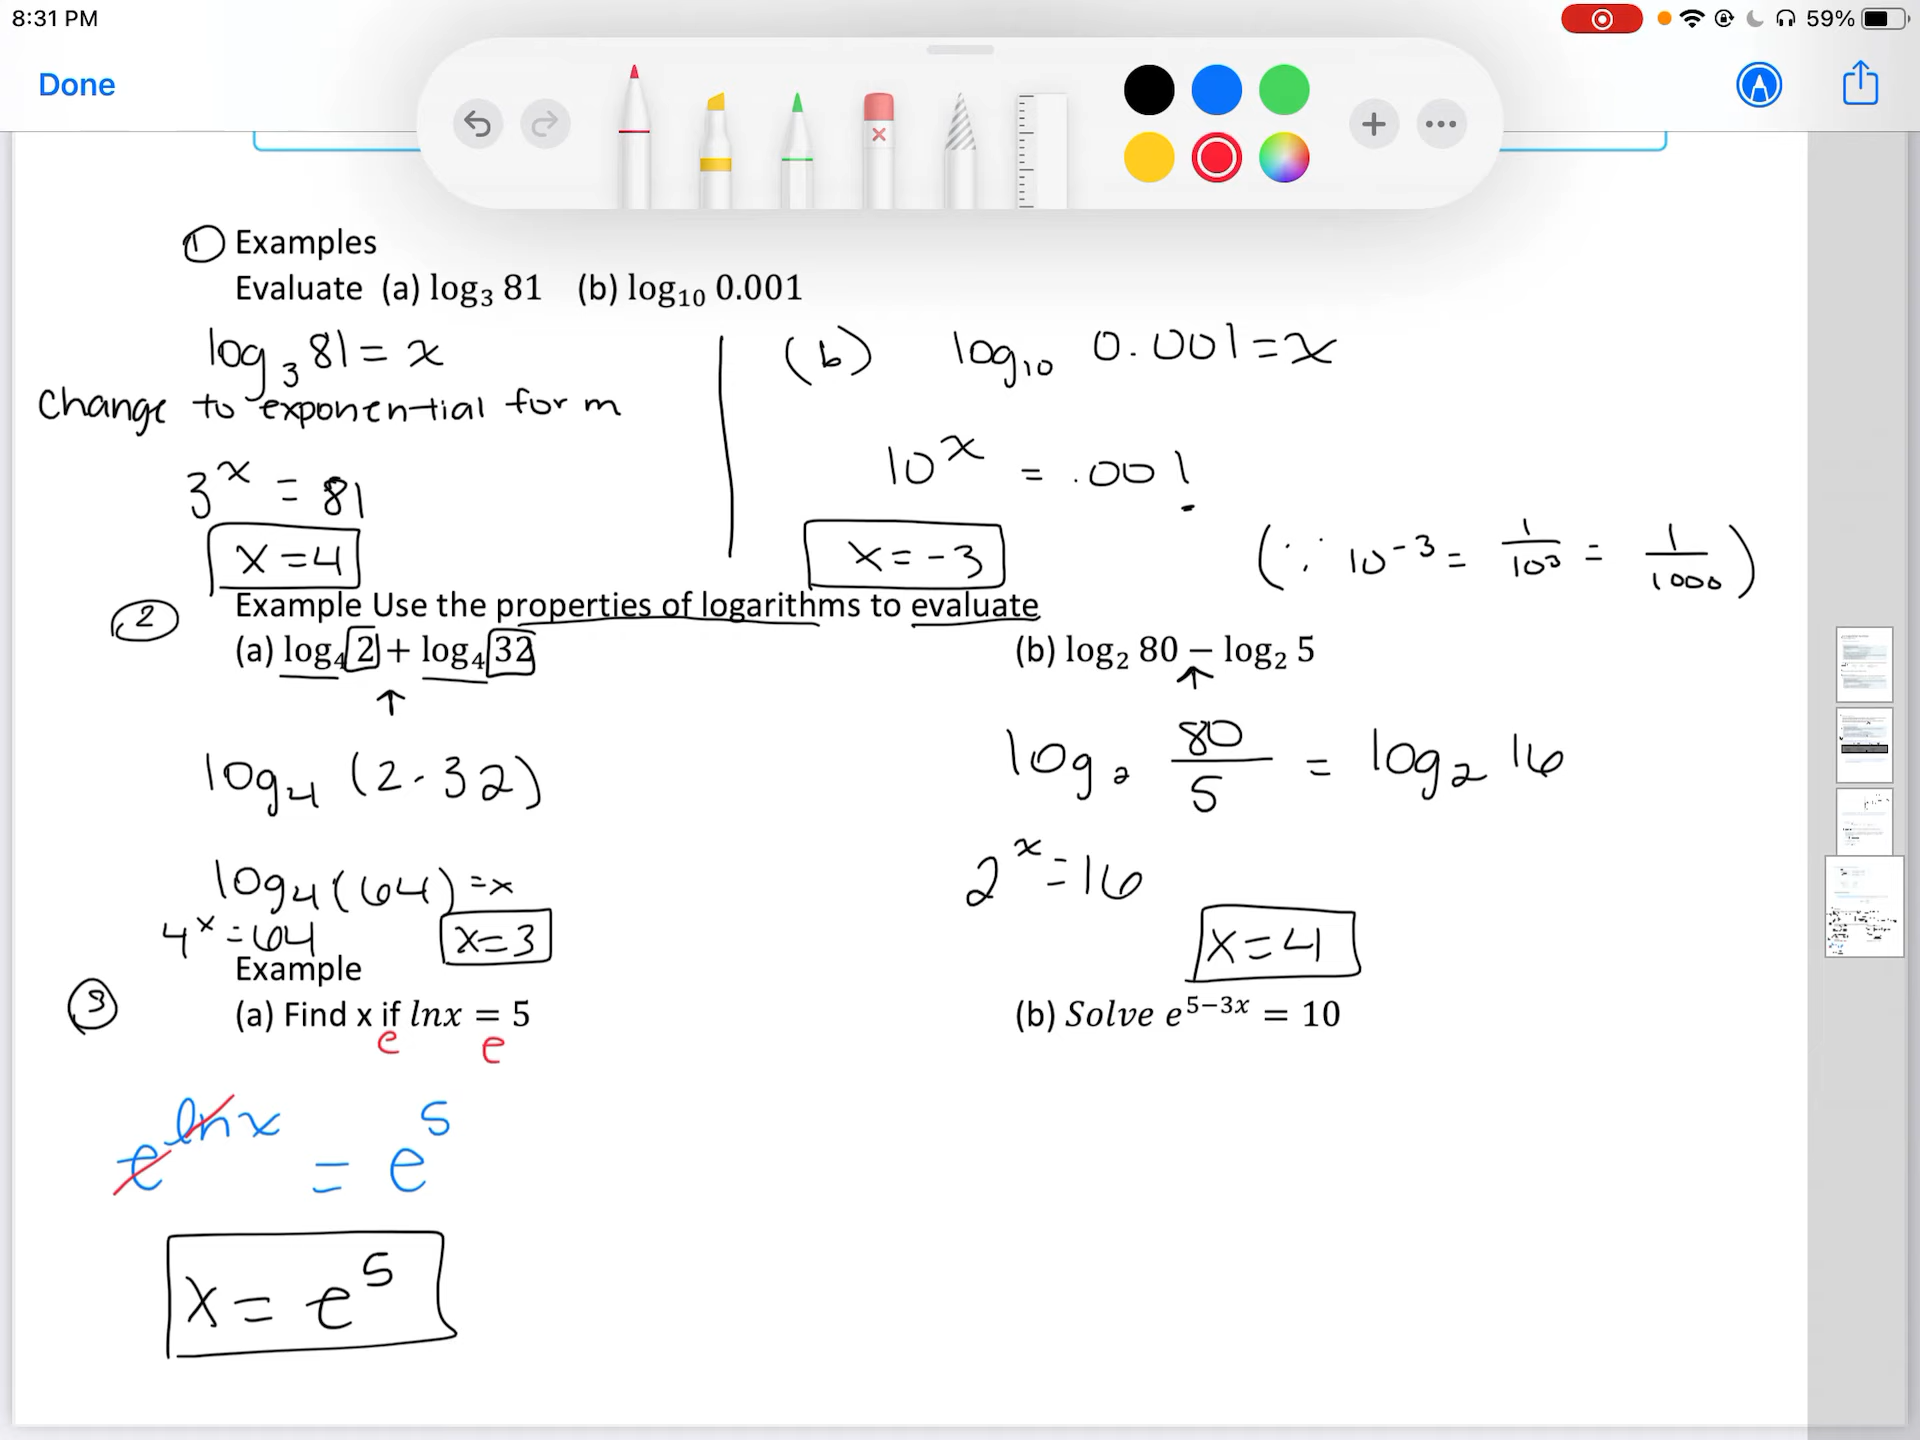 8:31 PM
59%
Done
① Examples
Evaluate (a) log₃ 81 (b) log₁₀ 0.001
log₃ 81 = x
Change to exponential form
3ˣ = 81
x = 4
(b) log₁₀ 0.001 = x
10ˣ = .001
x = -3
(∵ 10⁻³ = 1/10³ = 1/1000)
② Example Use the properties of logarithms to evaluate
(a) log₄ 2 + log₄ 32
(b) log₂ 80 − log₂ 5
log₄ (2·32)
log₄(64) = x
4ˣ = 64
x = 3
log₂ 80/5 = log₂ 16
2ˣ = 16
x = 4
③ Example
(a) Find x if lnx = 5
e e
(b) Solve e⁵⁻³ˣ = 10
e^lnx = e⁵
x = e⁵